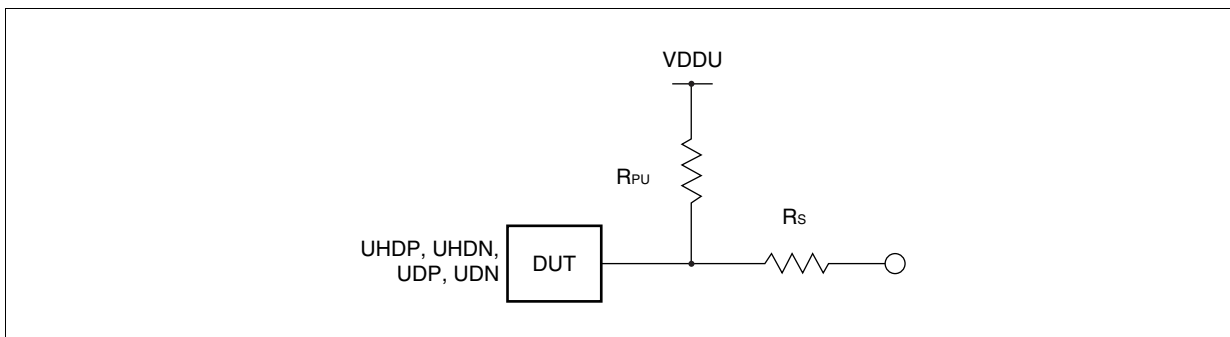 VDDU
RPU
RS
UHDP, UHDN,
UDP, UDN
DUT